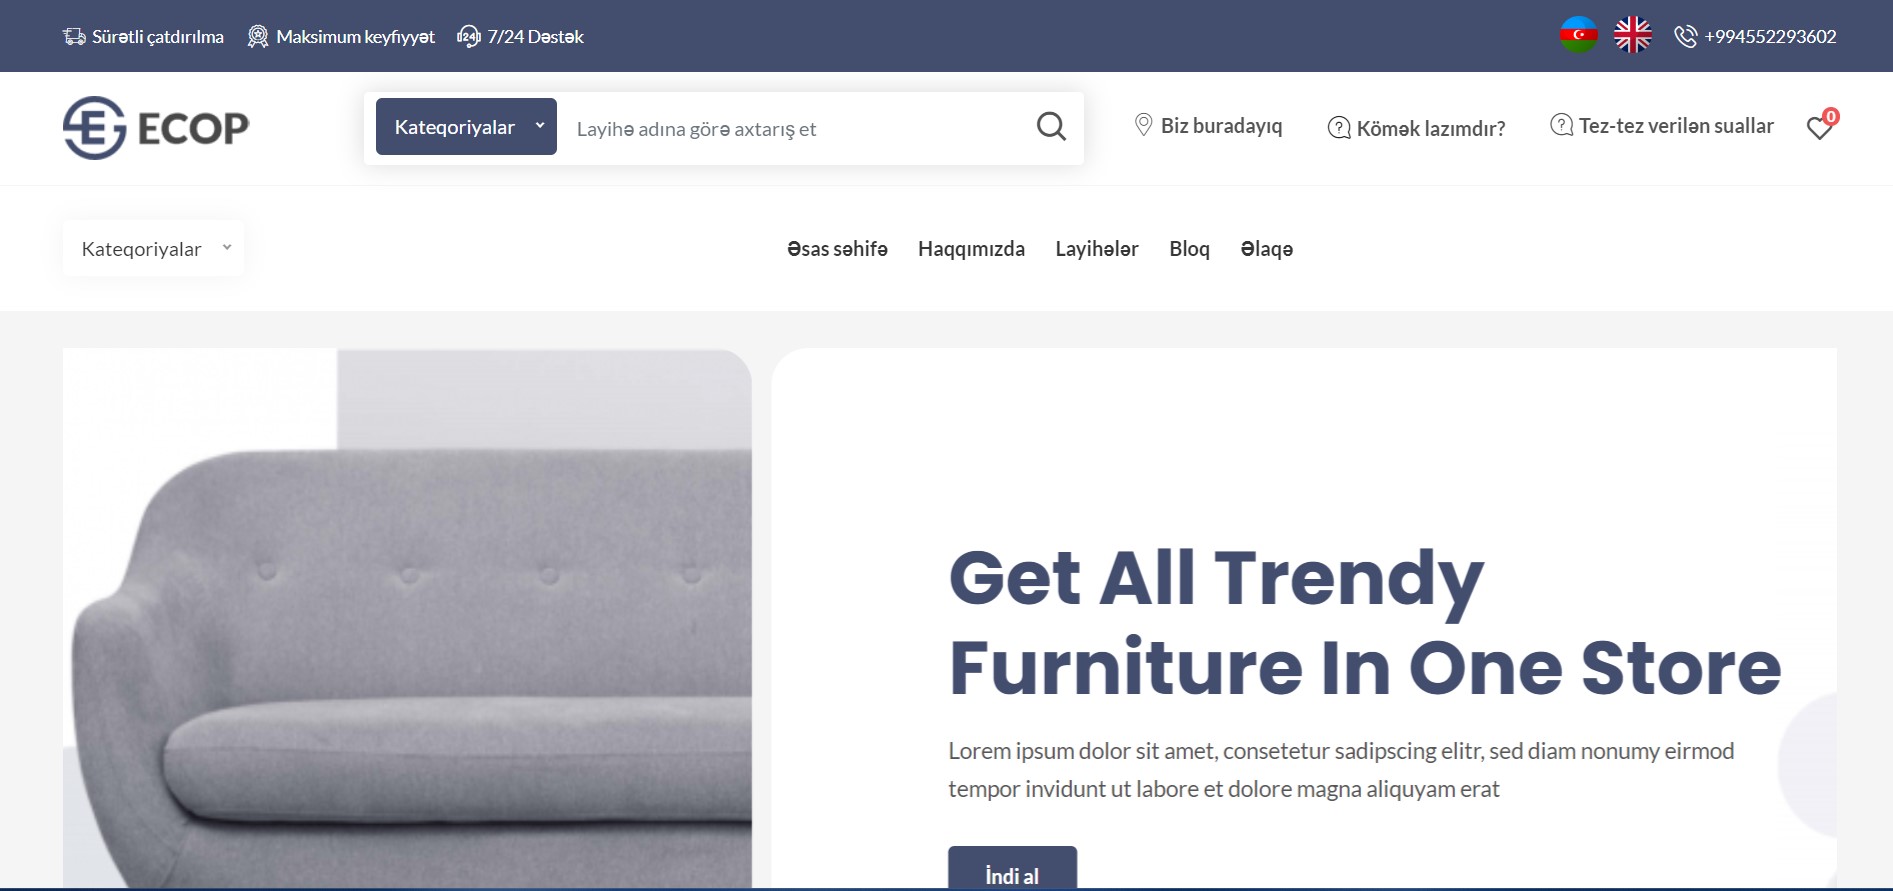 Sürətli çatdırılma Maksimum keyfiyyət 24 7/24 Dəstək +994552293602
E ECOP Kateqoriyalar Layihə adına görə axtarış et Biz buradayıq ? Kömək lazımdır? ? Tez-tez verilən suallar 0
Kateqoriyalar Əsas səhifə Haqqımızda Layihələr Bloq Əlaqə
Get All Trendy
Furniture In One Store
Lorem ipsum dolor sit amet, consetetur sadipscing elitr, sed diam nonumy eirmod
tempor invidunt ut labore et dolore magna aliquyam erat
İndi al